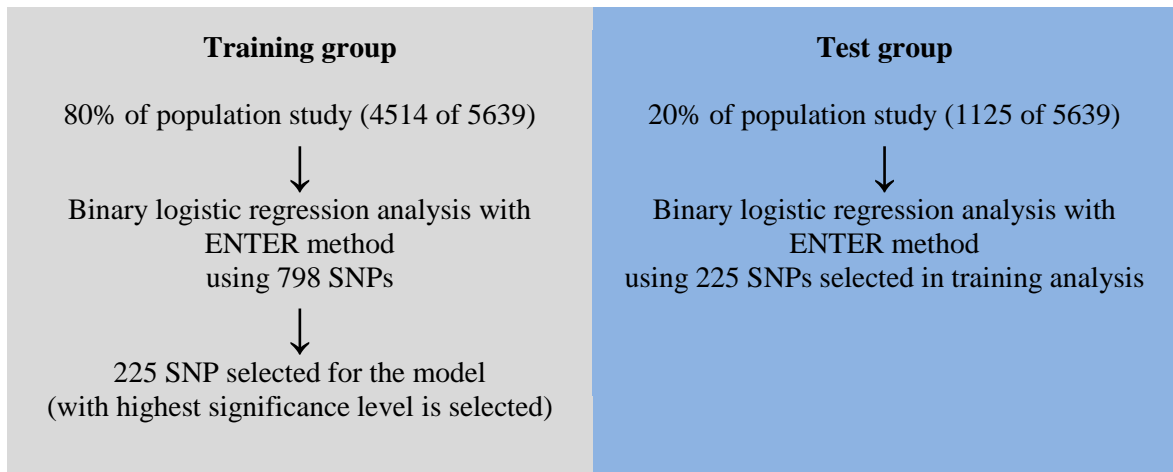 Training group
80% of population study (4514 of 5639)
↓
Binary logistic regression analysis with
ENTER method
using 798 SNPs
↓
225 SNP selected for the model
(with highest significance level is selected)
Test group
20% of population study (1125 of 5639)
↓
Binary logistic regression analysis with
ENTER method
using 225 SNPs selected in training analysis